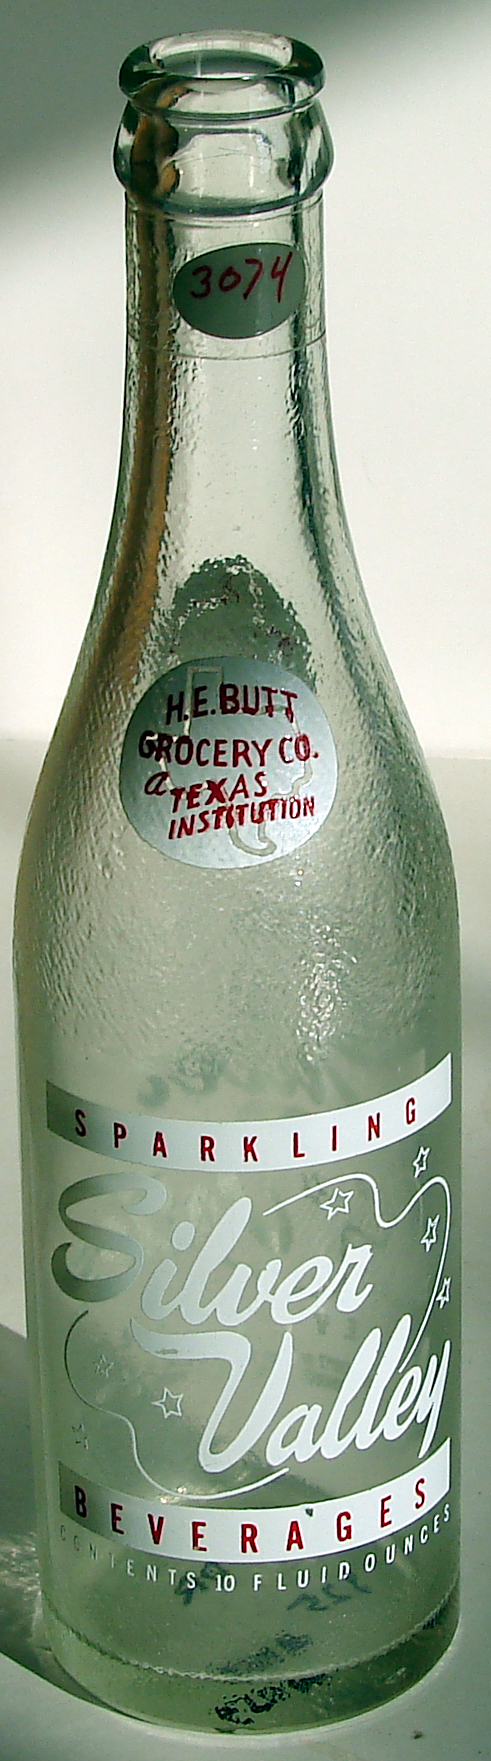 3074
H.E.BUTT
GROCERY CO.
a TEXAS
INSTITUTION
SPARKLING
Silver
Valley
BEVERAGES
CONTENTS 10 FLUID OUNCES